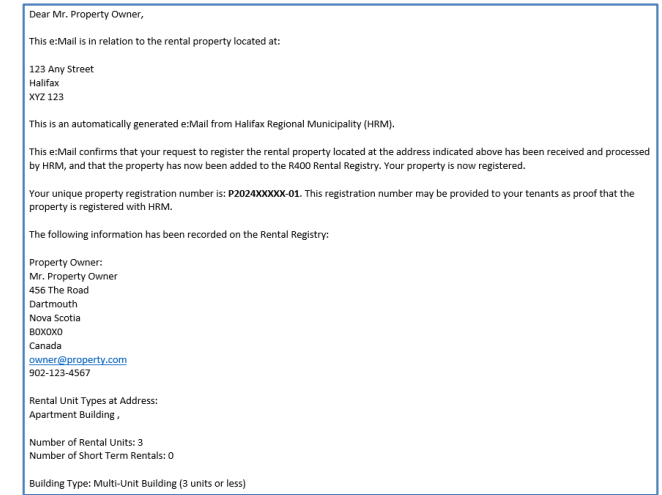 Dear Mr. Property Owner,
This e:Mail is in relation to the rental property located at:
123 Any Street
Halifax
XYZ 123
This is an automatically generated e:Mail from Halifax Regional Municipality (HRM).
This e:Mail confirms that your request to register the rental property located at the address indicated above has been received and processed
by HRM, and that the property has now been added to the R400 Rental Registry. Your property is now registered.
Your unique property registration number is: P2024XXXXX-01. This registration number may be provided to your tenants as proof that the
property is registered with HRM.
The following information has been recorded on the Rental Registry:
Property Owner:
Mr. Property Owner
456 The Road
Dartmouth
Nova Scotia
B0X0X0
Canada
owner@property.com
902-123-4567
Rental Unit Types at Address:
Apartment Building ,
Number of Rental Units: 3
Number of Short Term Rentals: 0
Building Type: Multi-Unit Building (3 units or less)